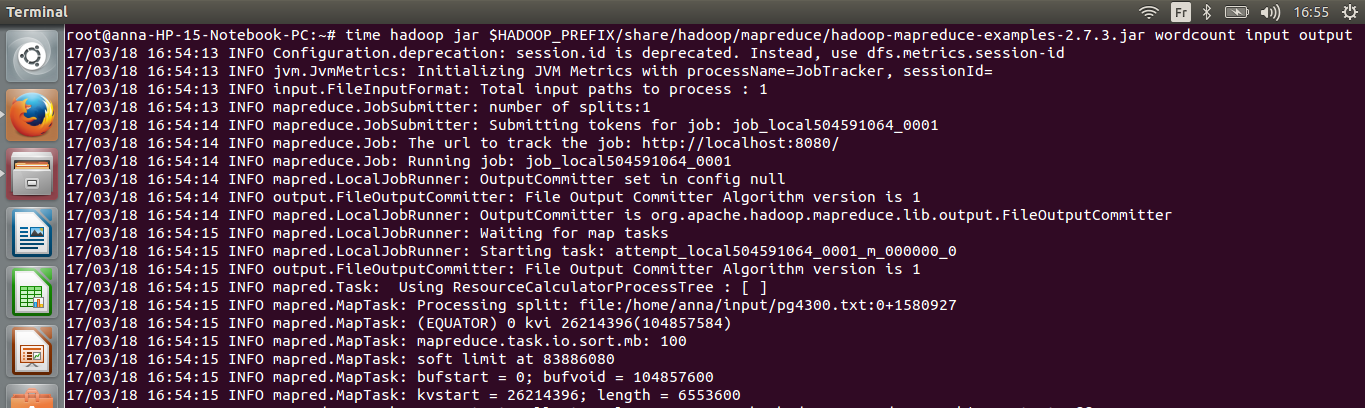 Terminal
Fr
16:55
root@anna-HP-15-Notebook-PC:~# time hadoop jar $HADOOP_PREFIX/share/hadoop/mapreduce/hadoop-mapreduce-examples-2.7.3.jar wordcount input output
17/03/18 16:54:13 INFO Configuration.deprecation: session.id is deprecated. Instead, use dfs.metrics.session-id
17/03/18 16:54:13 INFO jvm.JvmMetrics: Initializing JVM Metrics with processName=JobTracker, sessionId=
17/03/18 16:54:13 INFO input.FileInputFormat: Total input paths to process : 1
17/03/18 16:54:13 INFO mapreduce.JobSubmitter: number of splits:1
17/03/18 16:54:14 INFO mapreduce.JobSubmitter: Submitting tokens for job: job_local504591064_0001
17/03/18 16:54:14 INFO mapreduce.Job: The url to track the job: http://localhost:8080/
17/03/18 16:54:14 INFO mapreduce.Job: Running job: job_local504591064_0001
17/03/18 16:54:14 INFO mapred.LocalJobRunner: OutputCommitter set in config null
17/03/18 16:54:14 INFO output.FileOutputCommitter: File Output Committer Algorithm version is 1
17/03/18 16:54:14 INFO mapred.LocalJobRunner: OutputCommitter is org.apache.hadoop.mapreduce.lib.output.FileOutputCommitter
17/03/18 16:54:15 INFO mapred.LocalJobRunner: Waiting for map tasks
17/03/18 16:54:15 INFO mapred.LocalJobRunner: Starting task: attempt_local504591064_0001_m_000000_0
17/03/18 16:54:15 INFO output.FileOutputCommitter: File Output Committer Algorithm version is 1
17/03/18 16:54:15 INFO mapred.Task:  Using ResourceCalculatorProcessTree : [ ]
17/03/18 16:54:15 INFO mapred.MapTask: Processing split: file:/home/anna/input/pg4300.txt:0+1580927
17/03/18 16:54:15 INFO mapred.MapTask: (EQUATOR) 0 kvi 26214396(104857584)
17/03/18 16:54:15 INFO mapred.MapTask: mapreduce.task.io.sort.mb: 100
17/03/18 16:54:15 INFO mapred.MapTask: soft limit at 83886080
17/03/18 16:54:15 INFO mapred.MapTask: bufstart = 0; bufvoid = 104857600
17/03/18 16:54:15 INFO mapred.MapTask: kvstart = 26214396; length = 6553600